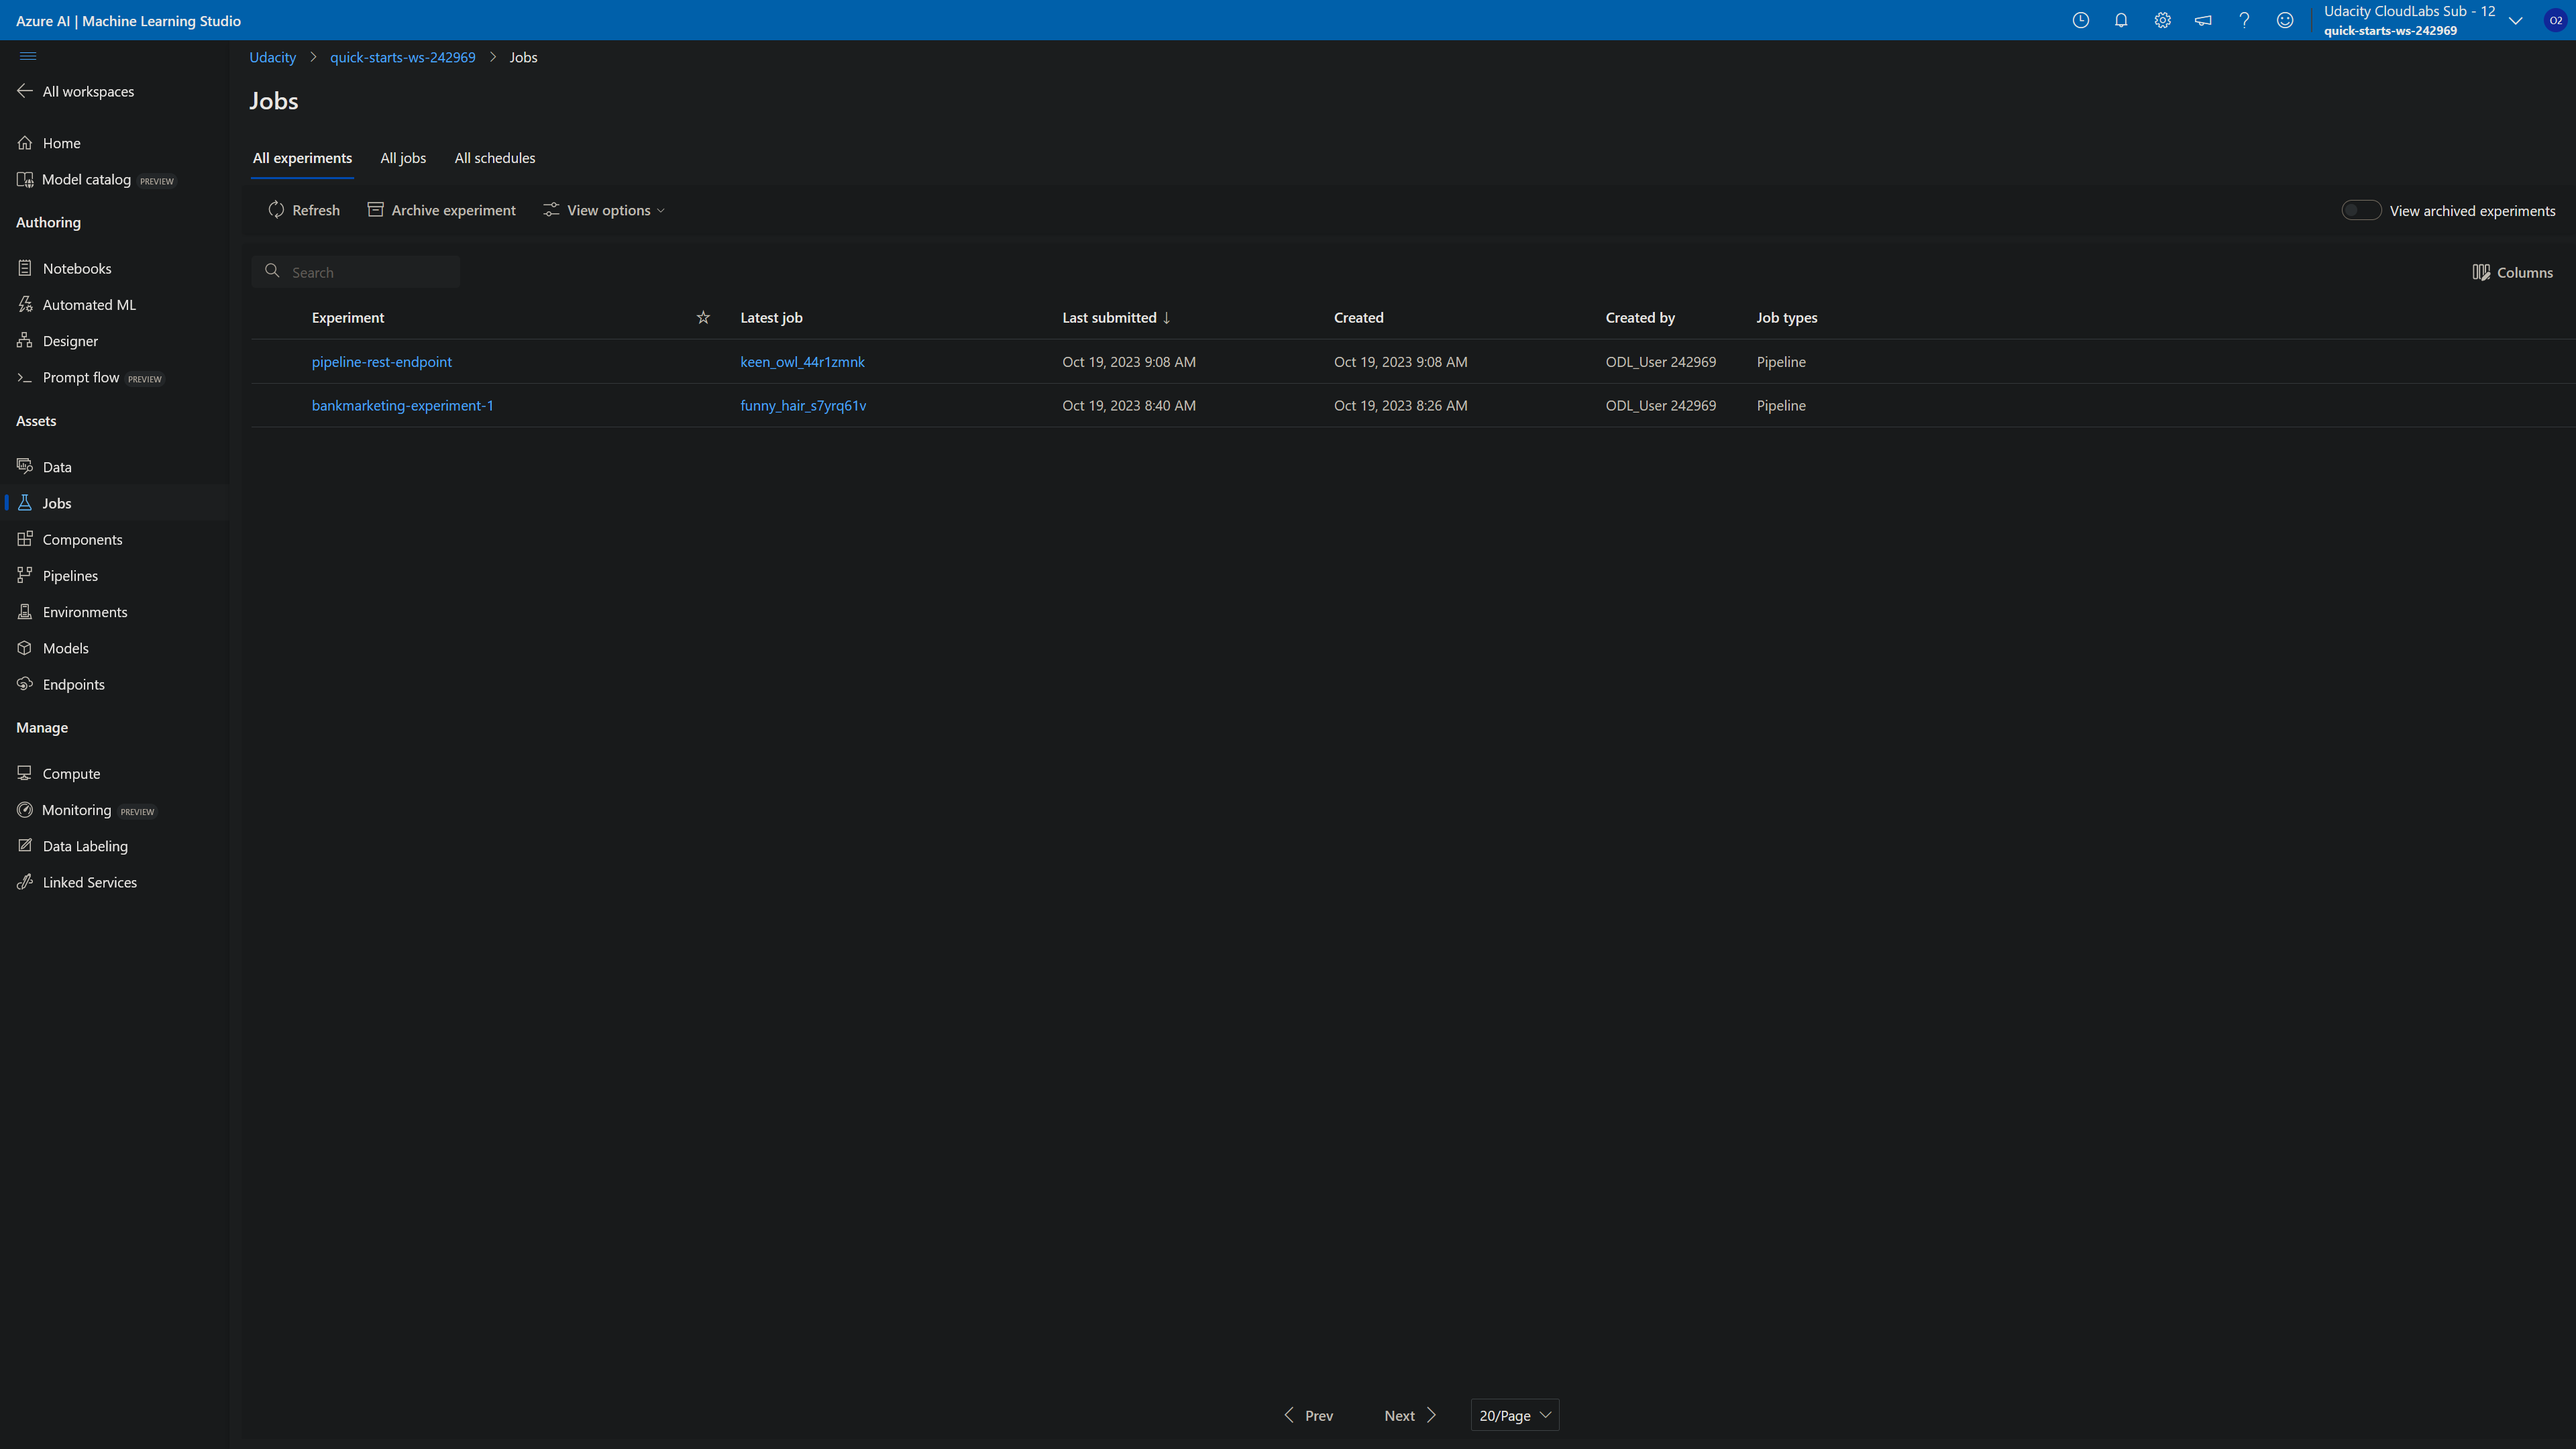 Azure AI | Machine Learning Studio
Udacity CloudLabs Sub - 12
quick-starts-ws-242969
O2
All workspaces
Home
Model catalog PREVIEW
Authoring
Notebooks
Automated ML
Designer
Prompt flow PREVIEW
Assets
Data
Jobs
Components
Pipelines
Environments
Models
Endpoints
Manage
Compute
Monitoring PREVIEW
Data Labeling
Linked Services
Udacity > quick-starts-ws-242969 > Jobs
Jobs
All experiments All jobs All schedules
Refresh Archive experiment View options View archived experiments
Search Columns
Experiment Latest job Last submitted ↓ Created Created by Job types
pipeline-rest-endpoint keen_owl_44r1zmnk Oct 19, 2023 9:08 AM Oct 19, 2023 9:08 AM ODL_User 242969 Pipeline
bankmarketing-experiment-1 funny_hair_s7yrq61v Oct 19, 2023 8:40 AM Oct 19, 2023 8:26 AM ODL_User 242969 Pipeline
Prev Next 20/Page